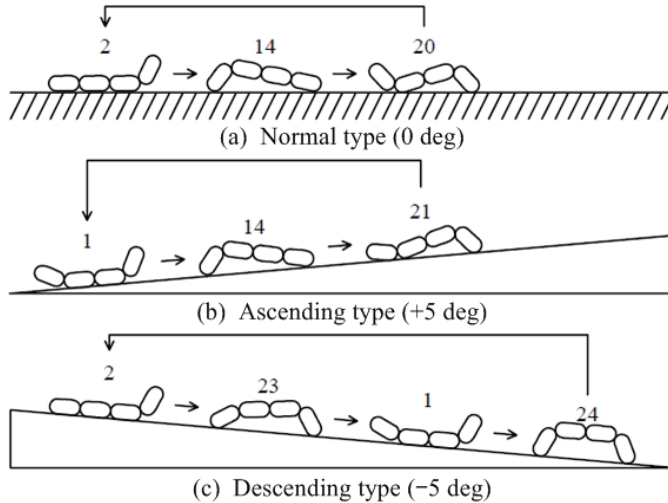 2 14 20
(a) Normal type (0 deg)
1 14 21
(b) Ascending type (+5 deg)
2 23 1 24
(c) Descending type (−5 deg)